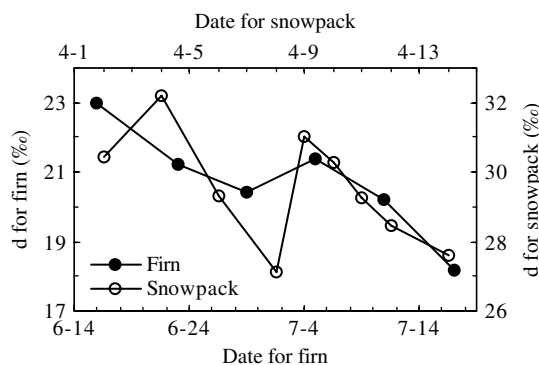 Date for snowpack
4-1 4-5 4-9 4-13
23 32
21 30
19 28
17 26
d for firn (‰)
d for snowpack (‰)
Firn
Snowpack
6-14 6-24 7-4 7-14
Date for firn